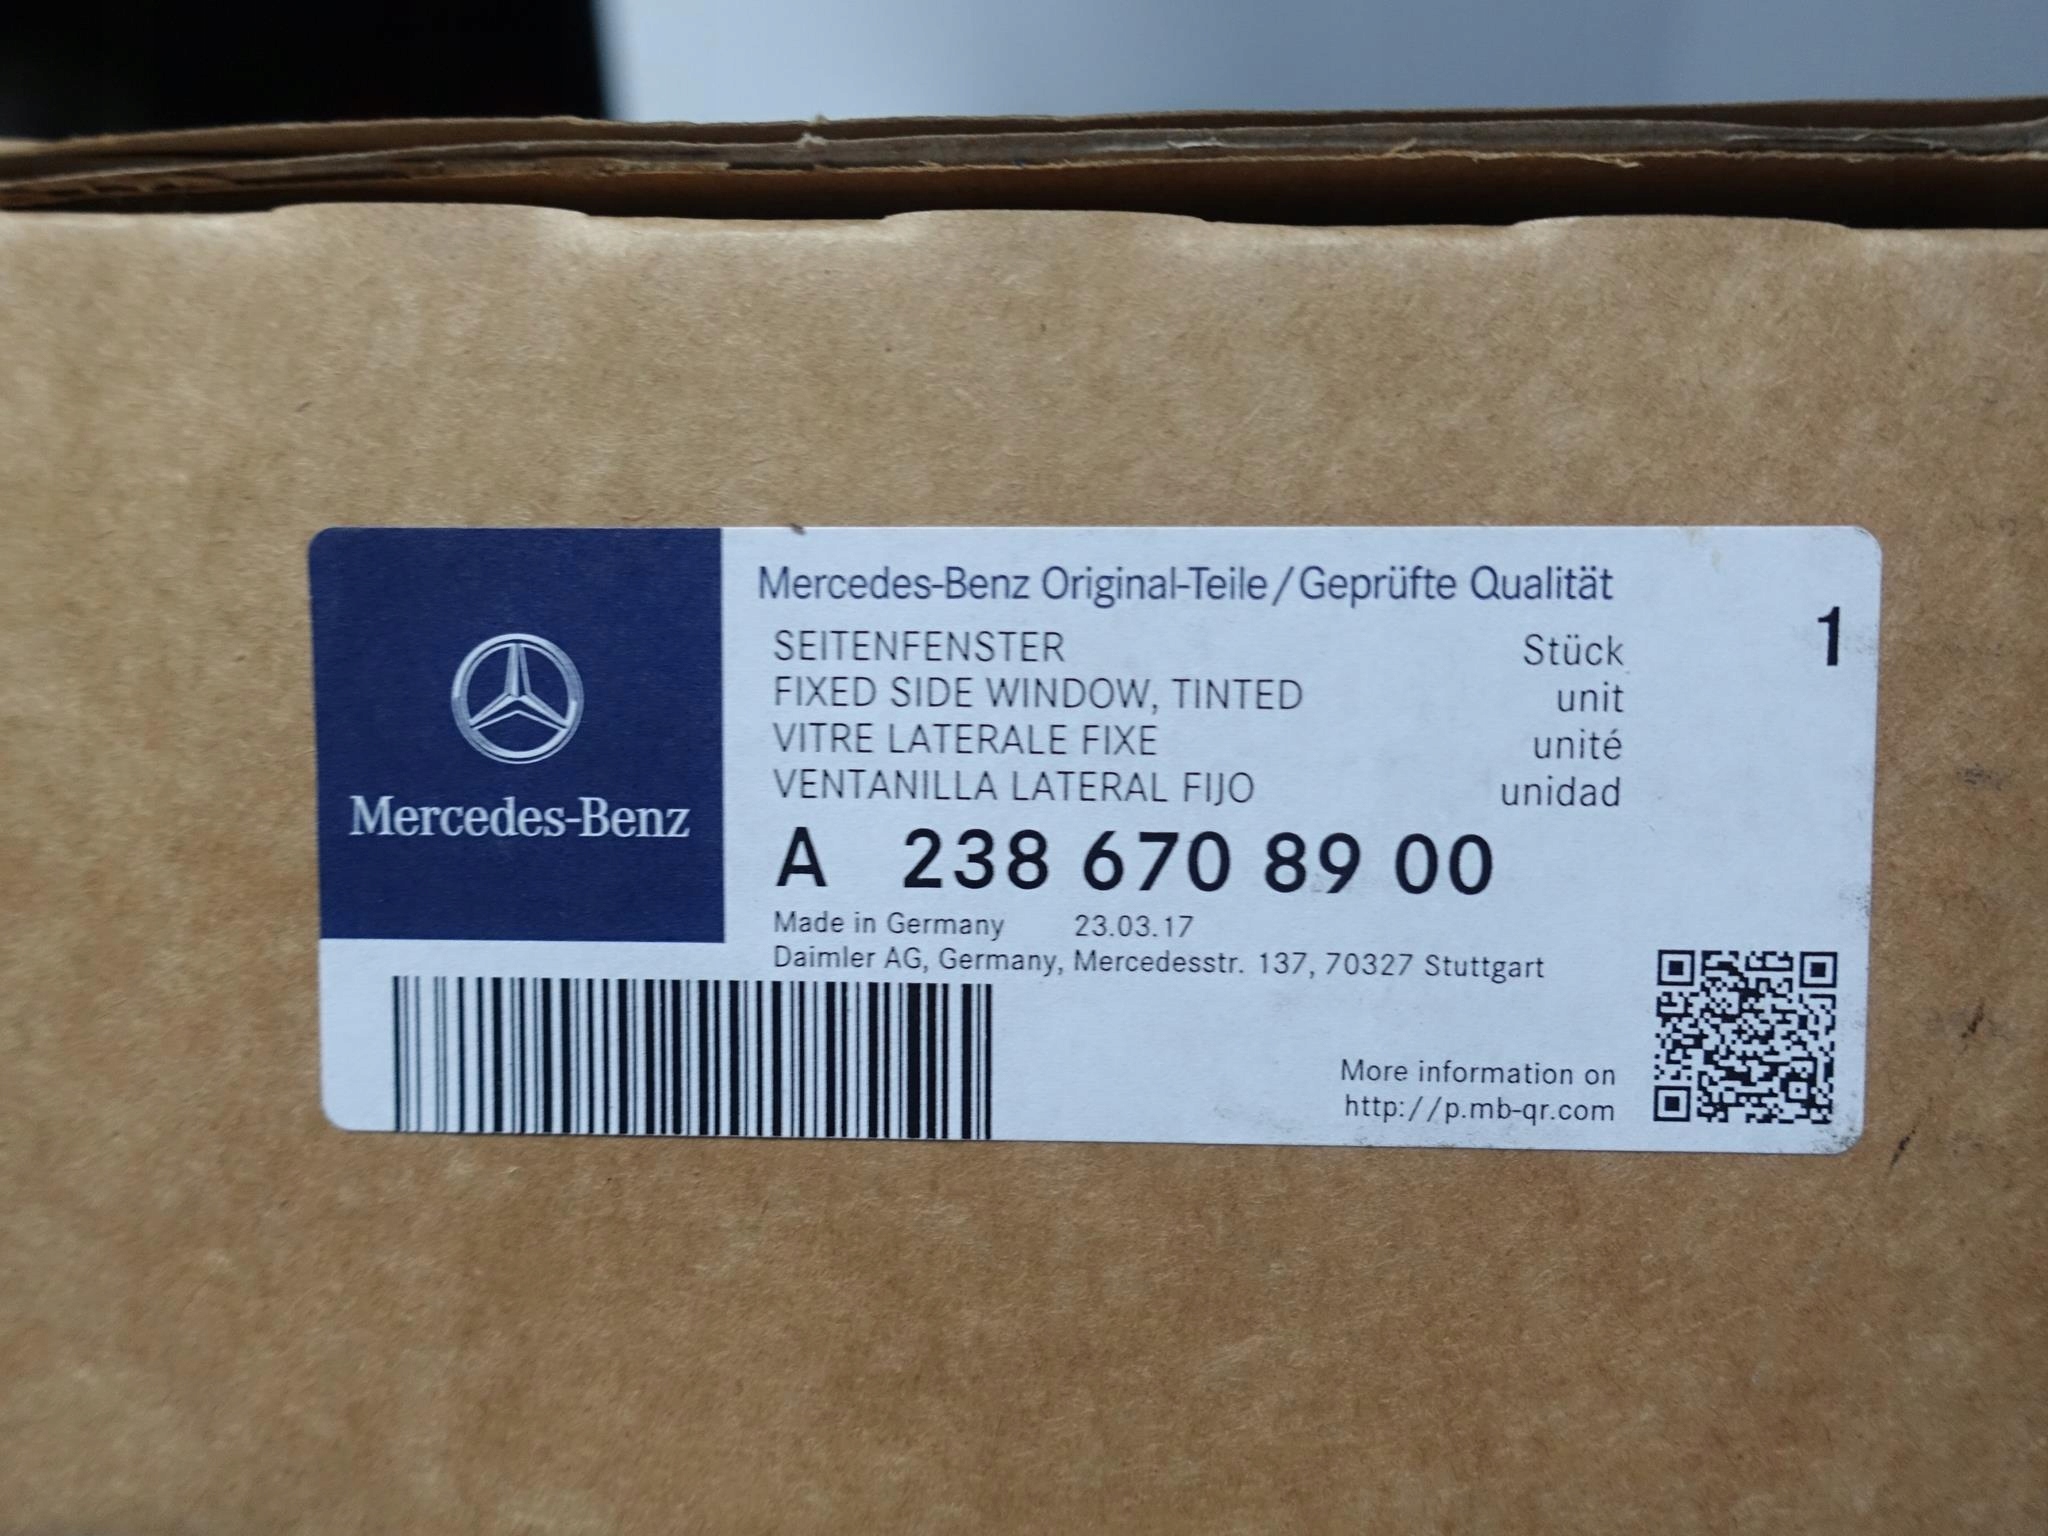 Mercedes-Benz
Mercedes-Benz Original-Teile/Geprüfte Qualität
SEITENFENSTER Stück 1
FIXED SIDE WINDOW, TINTED unit
VITRE LATERALE FIXE unité
VENTANILLA LATERAL FIJO unidad
A 238 670 89 00
Made in Germany 23.03.17
Daimler AG, Germany, Mercedesstr. 137, 70327 Stuttgart
More information on
http://p.mb-qr.com